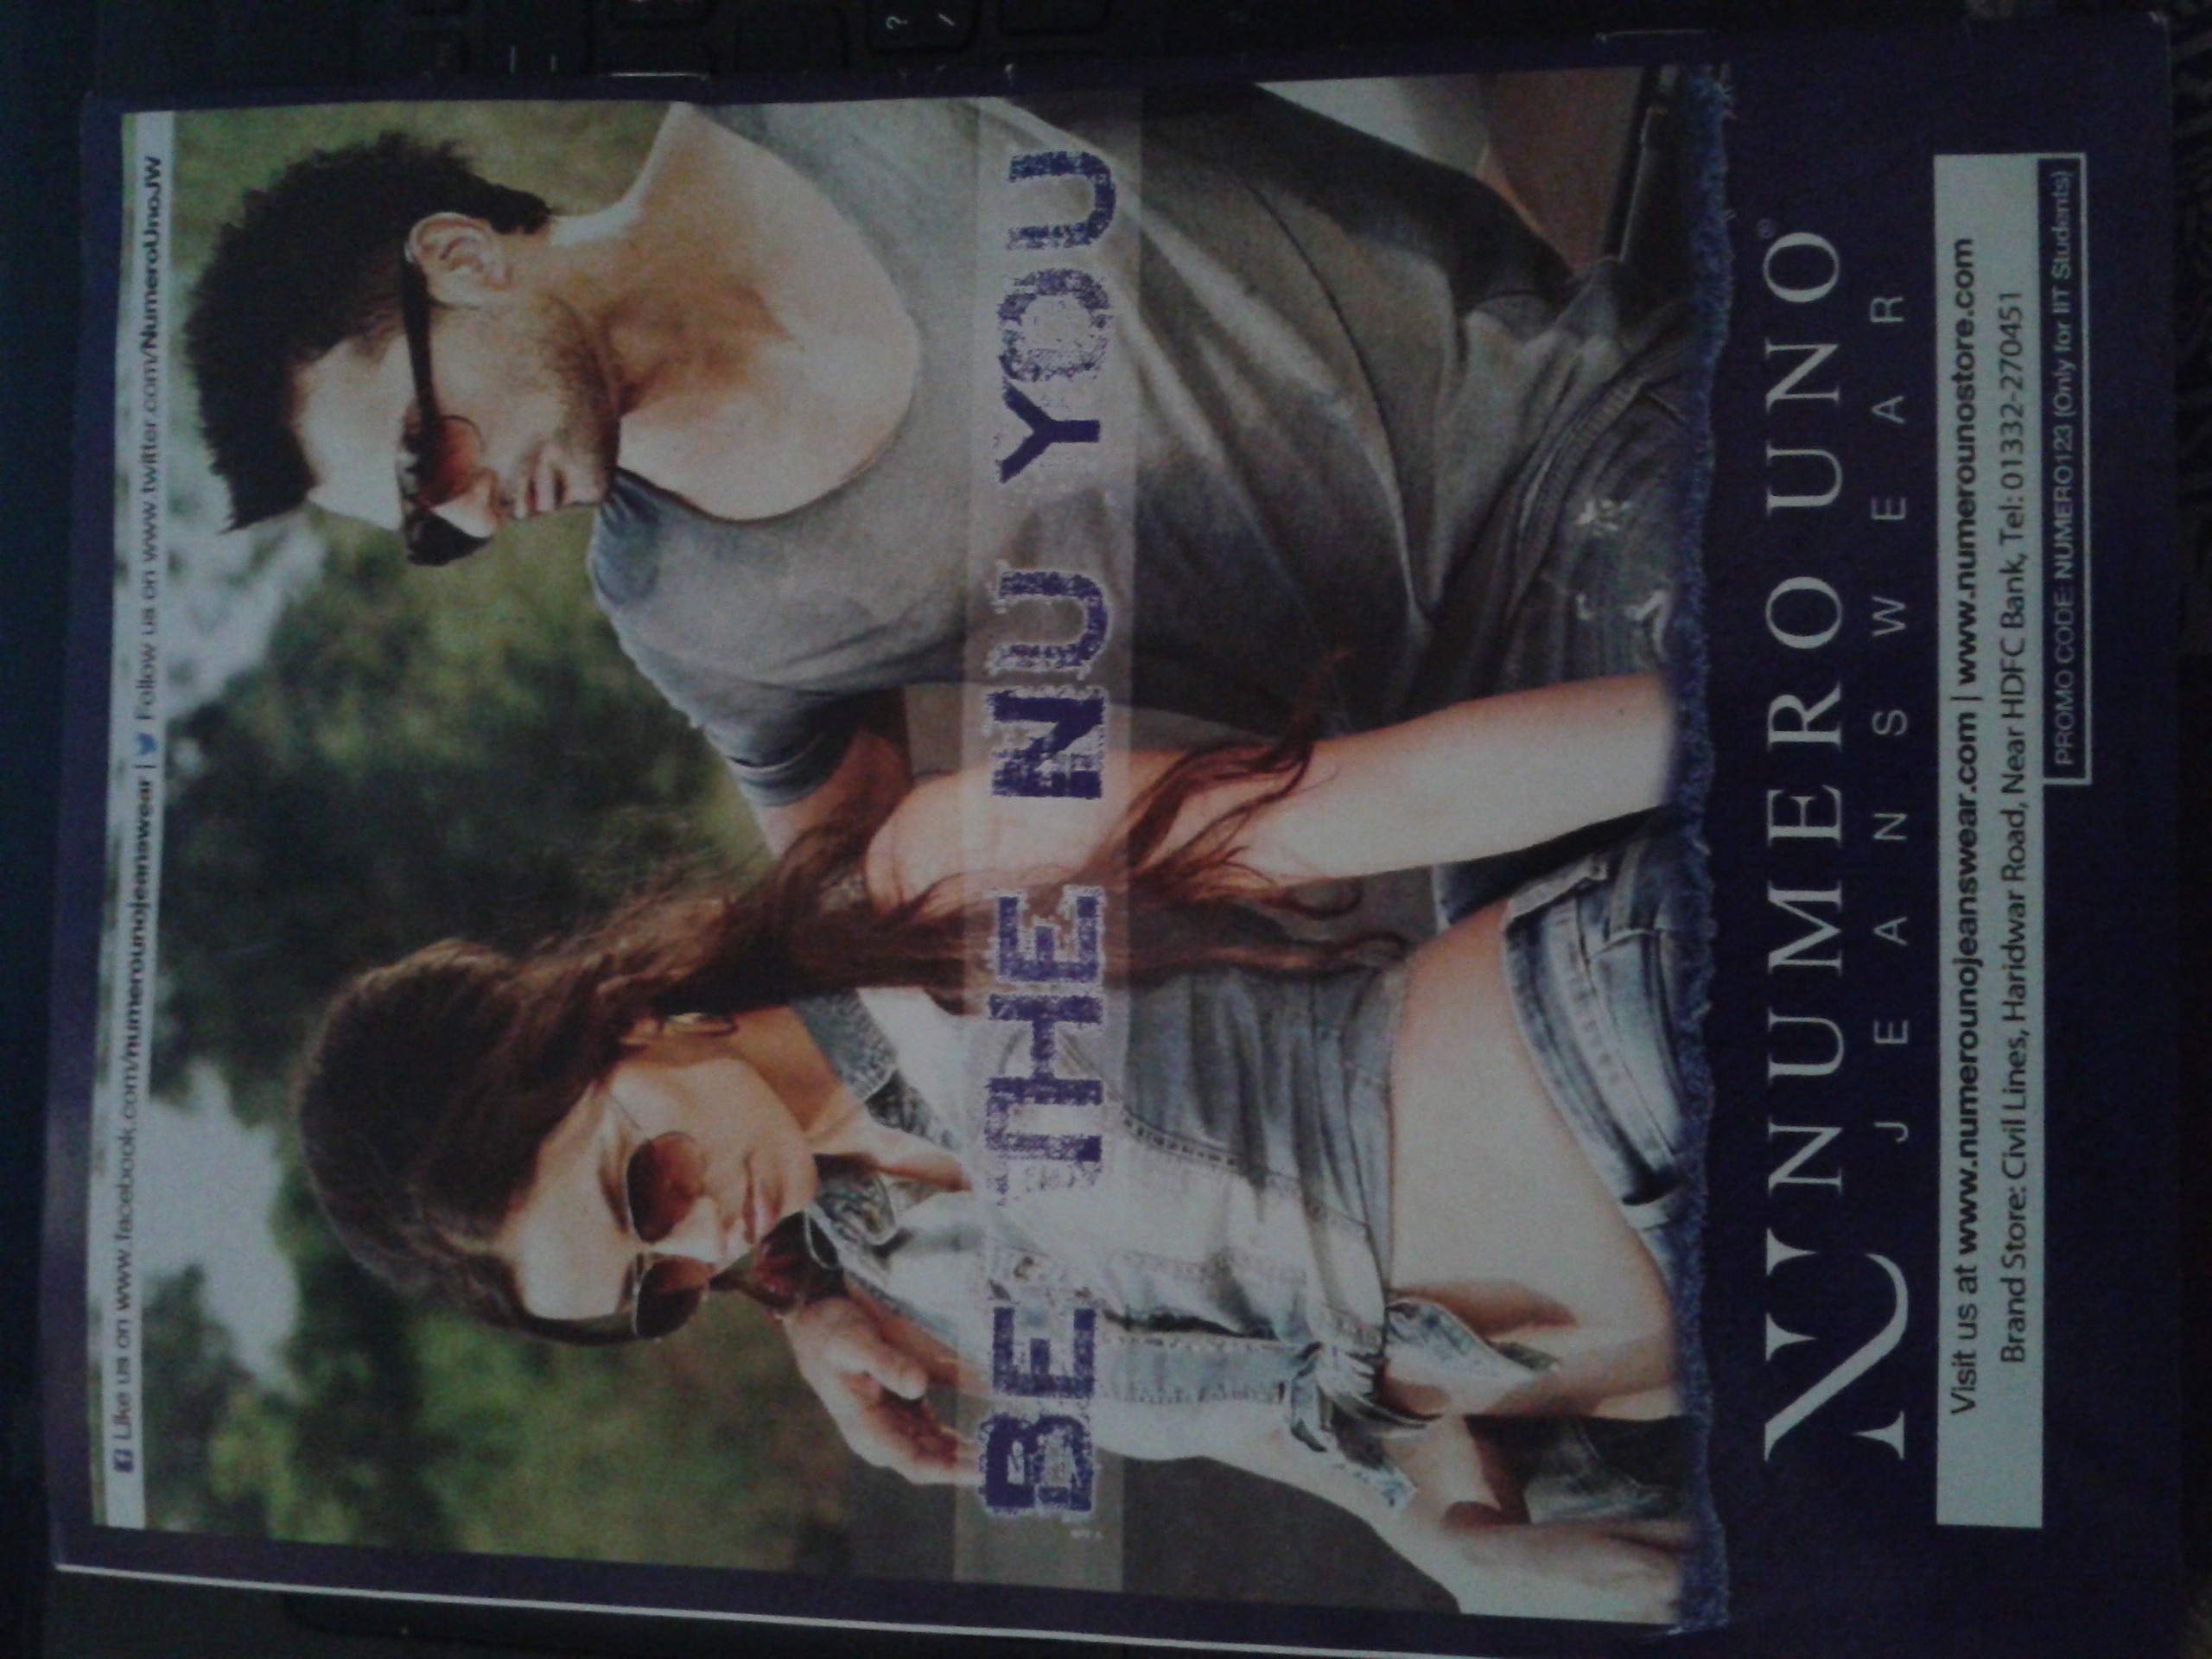 Like us on www.facebook.com/numerounojeanswear | Follow us on www.twitter.com/NumeroUnoJW
BE THE NU YOU
NUMERO UNO®
JEANSWEAR
Visit us at www.numerounojeanswear.com | www.numerounostore.com
Brand Store: Civil Lines, Haridwar Road, Near HDFC Bank, Tel: 01332-270451
PROMO CODE: NUMERO123 (Only for IIT Students)